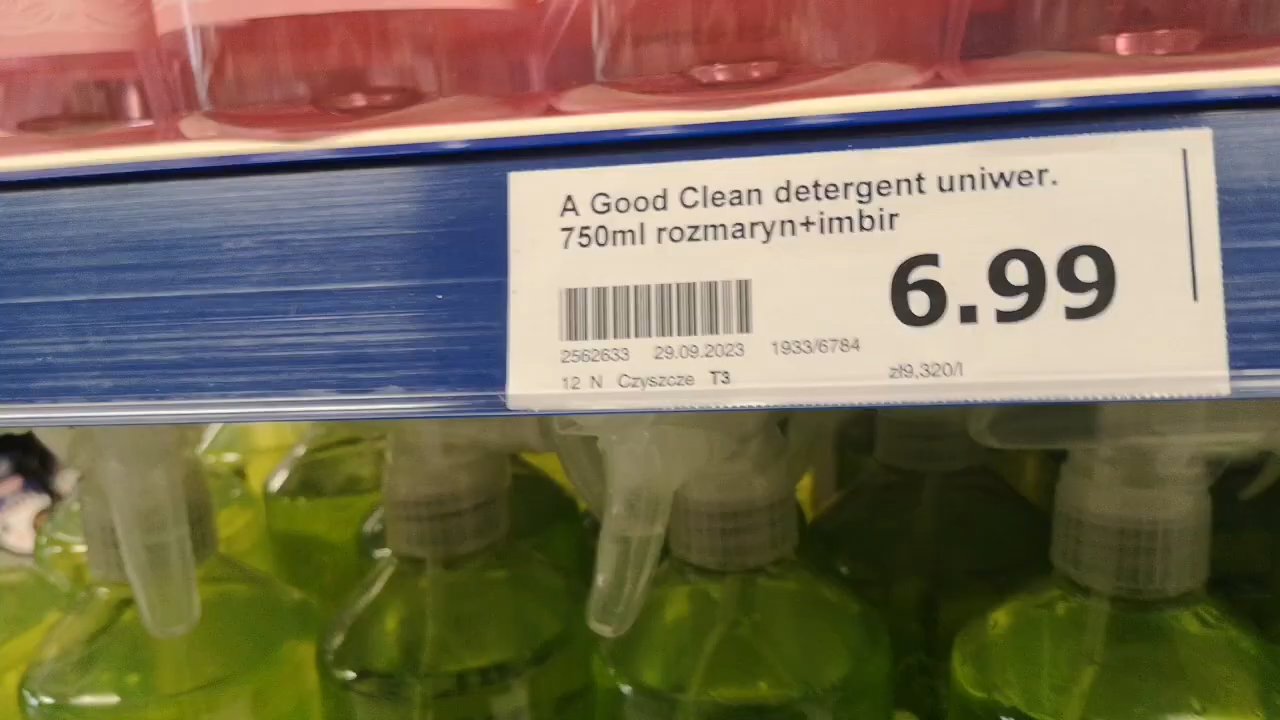 A Good Clean detergent uniwer.
750ml rozmaryn+imbir
6.99
2562633 29.09.2023 1933/6784
12 N Czyszcze T3
zł9,320/l